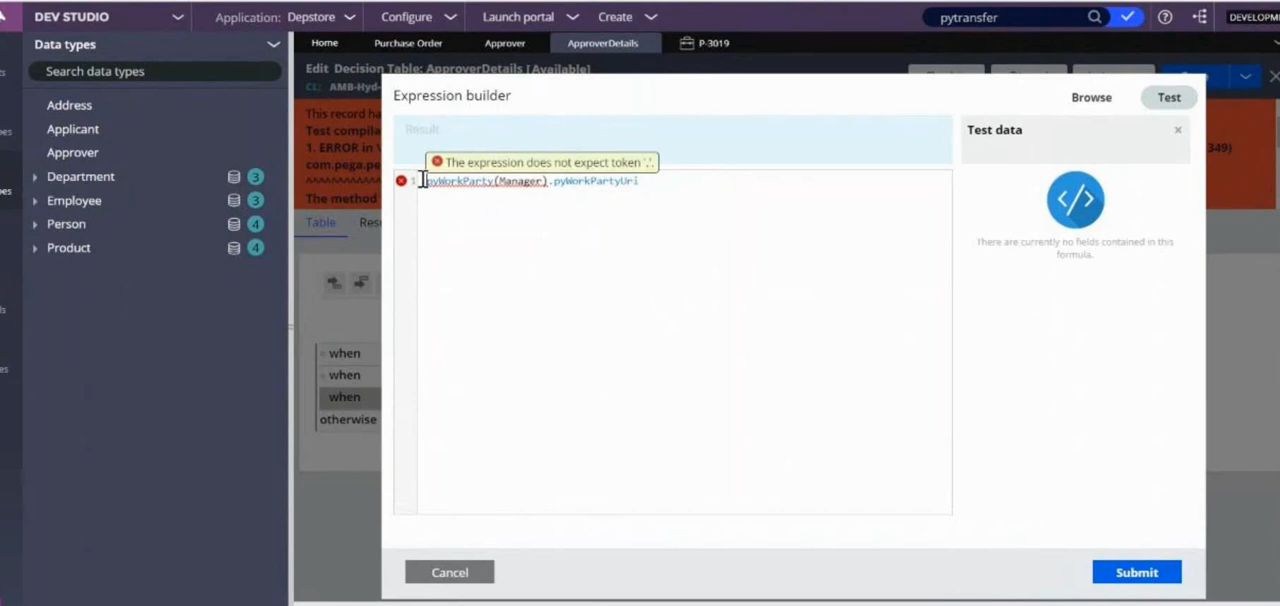 DEV STUDIO
Application: Depstore
Configure
Launch portal
Create
pytransfer
Data types
Search data types
Address
Applicant
Approver
Department 3
Employee 3
Person 4
Product 4
Home
Purchase Order
Approver
ApproverDetails
P-3019
Edit Decision Table: ApproverDetails [Available]
CL: AMB-Hyd-
This record ha
Test compila
1. ERROR in
349)
com.pega.pe
^^^^^^^^^^
The method
Table
when
when
when
otherwise
Expression builder
Browse
Test
Result
The expression does not expect token '.'.
1 .pyWorkParty(Manager).pyWorkPartyUri
Test data
There are currently no fields contained in this
formula.
Cancel
Submit